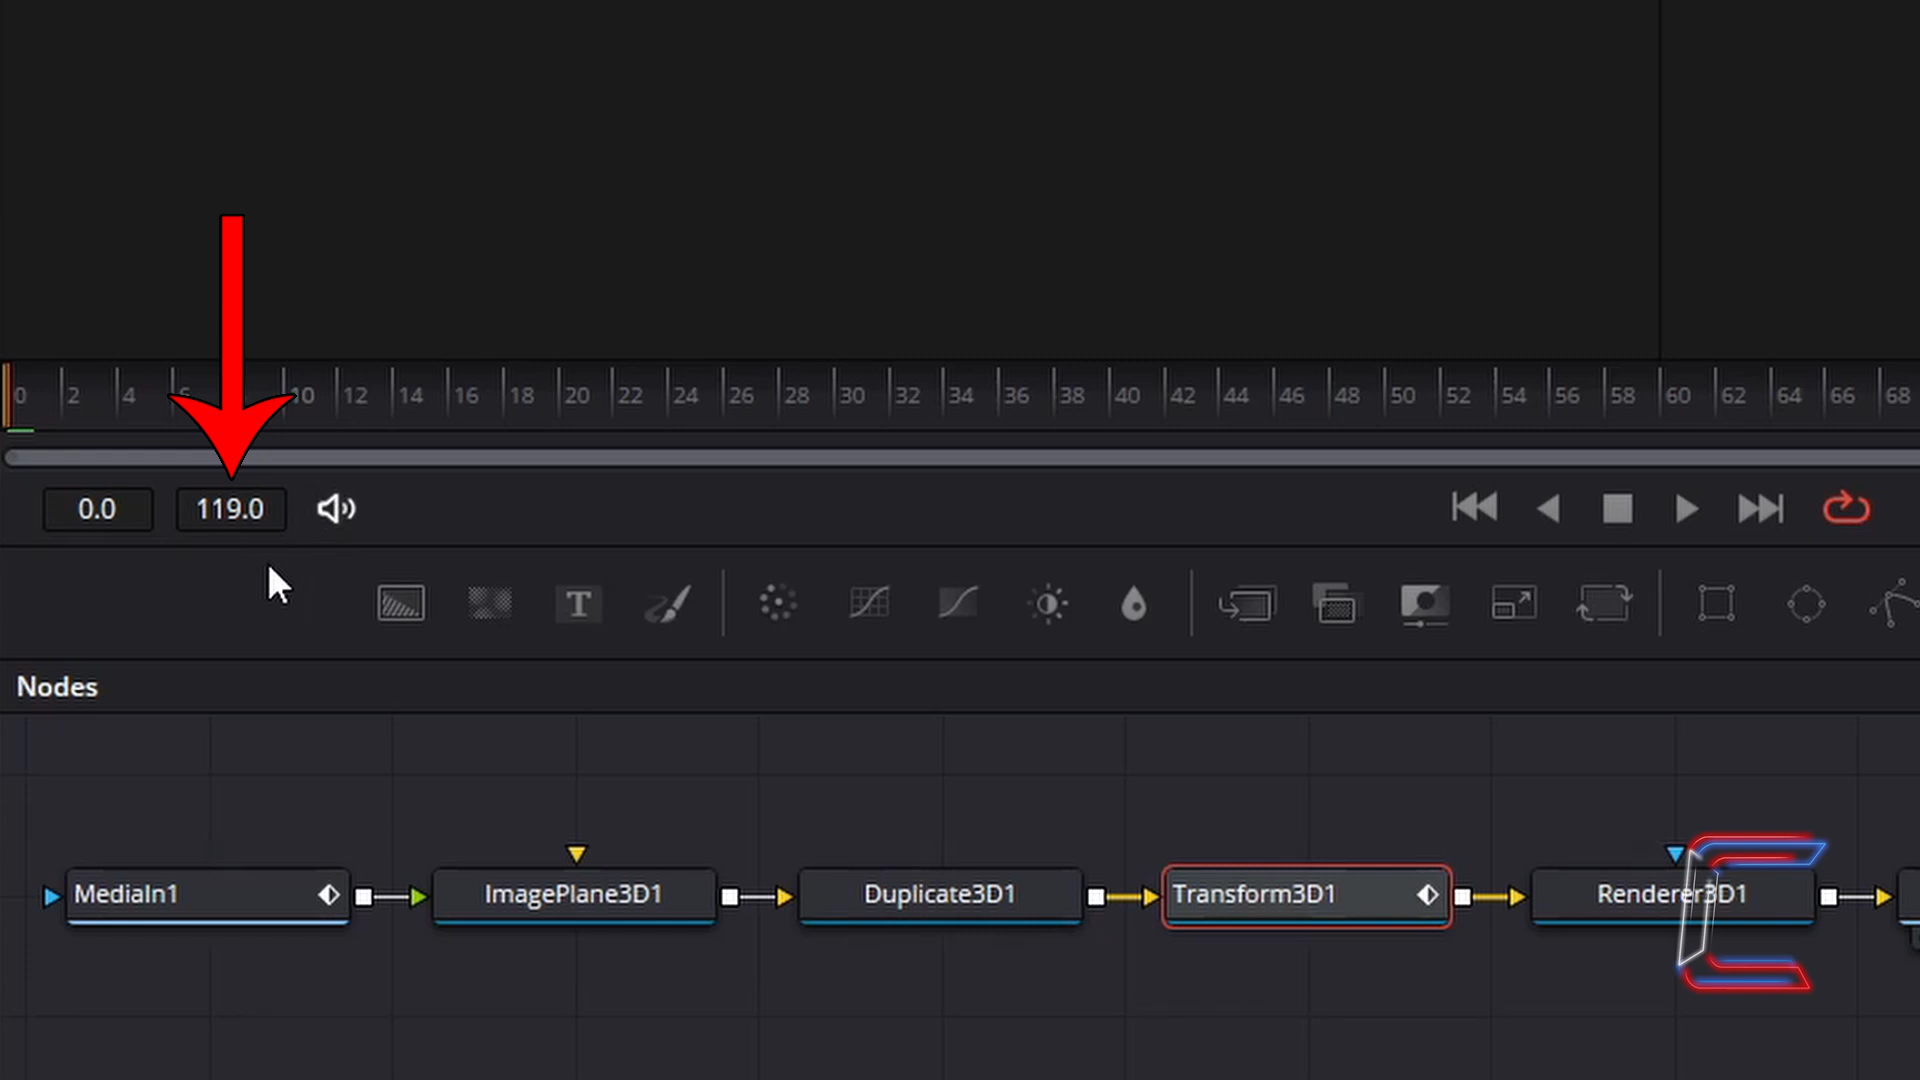 0 2 4 6 10 12 14 16 18 20 22 24 26 28 30 32 34 36 38 40 42 44 46 48 50 52 54 56 58 60 62 64 66 68
0.0 119.0
T
Nodes
MediaIn1 ImagePlane3D1 Duplicate3D1 Transform3D1 Renderer3D1